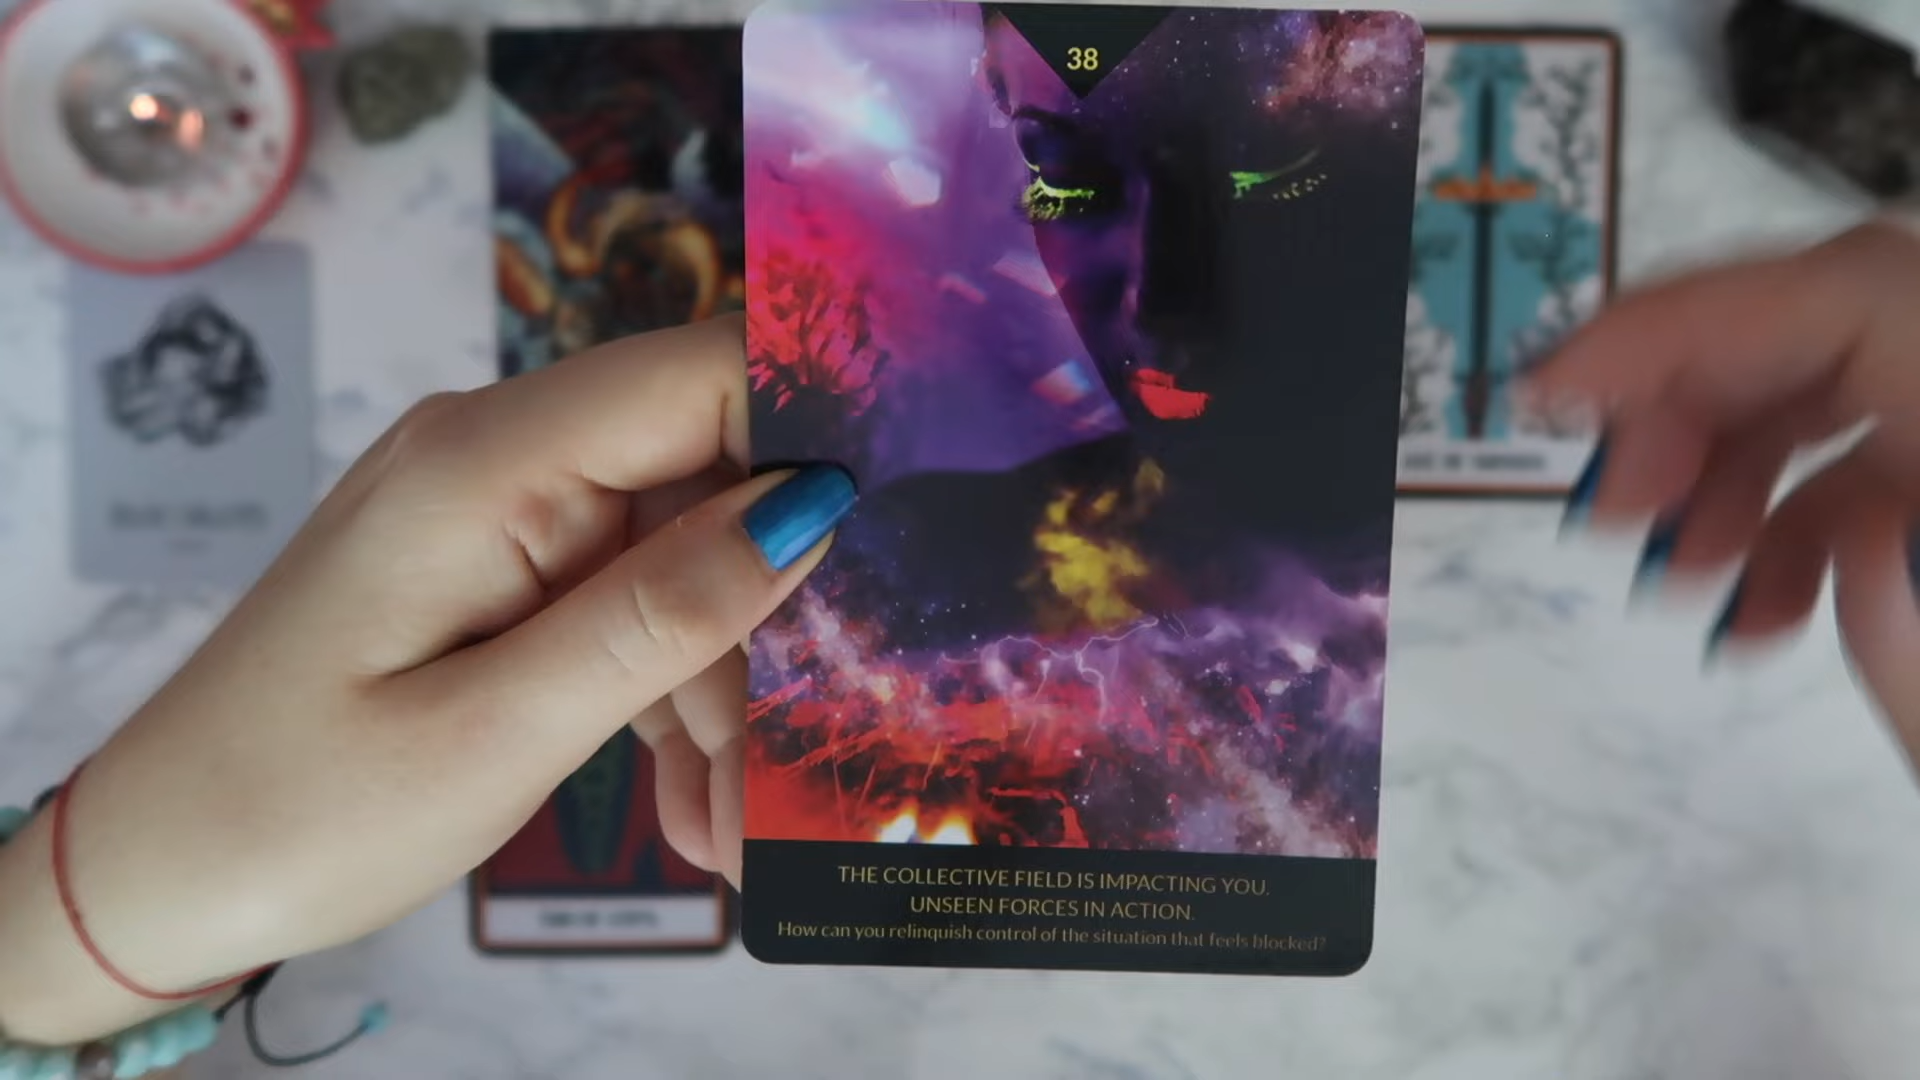 38
THE COLLECTIVE FIELD IS IMPACTING YOU.
UNSEEN FORCES IN ACTION.
How can you relinquish control of the situation that feels blocked?